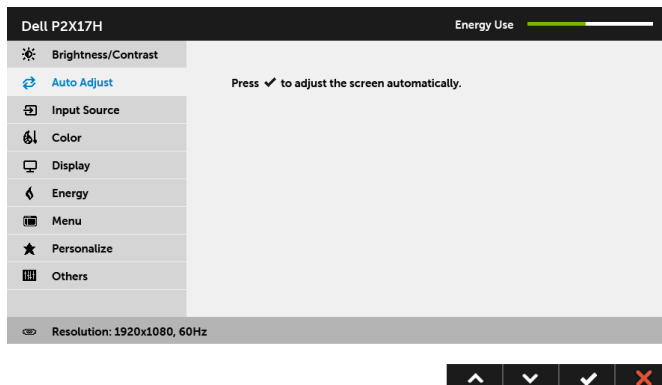 Dell P2X17H
Energy Use
Brightness/Contrast
Auto Adjust
Press ✔ to adjust the screen automatically.
Input Source
Color
Display
Energy
Menu
Personalize
Others
Resolution: 1920x1080, 60Hz